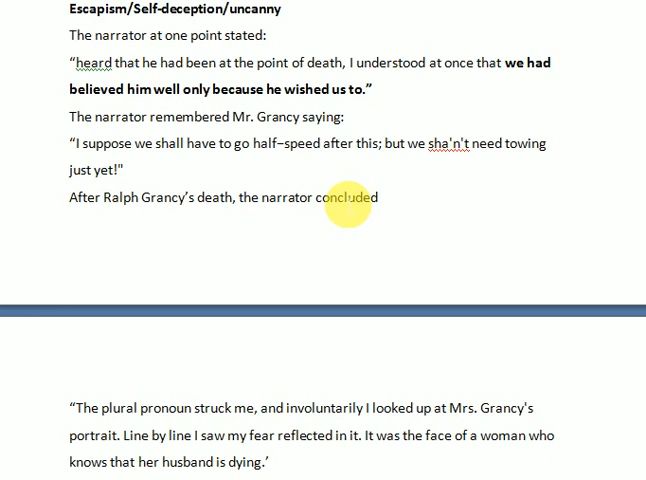 Escapism/Self-deception/uncanny
The narrator at one point stated:
“heard that he had been at the point of death, I understood at once that we had
believed him well only because he wished us to.”
The narrator remembered Mr. Grancy saying:
“I suppose we shall have to go half–speed after this; but we sha'n't need towing
just yet!"
After Ralph Grancy’s death, the narrator concluded
“The plural pronoun struck me, and involuntarily I looked up at Mrs. Grancy's
portrait. Line by line I saw my fear reflected in it. It was the face of a woman who
knows that her husband is dying.’